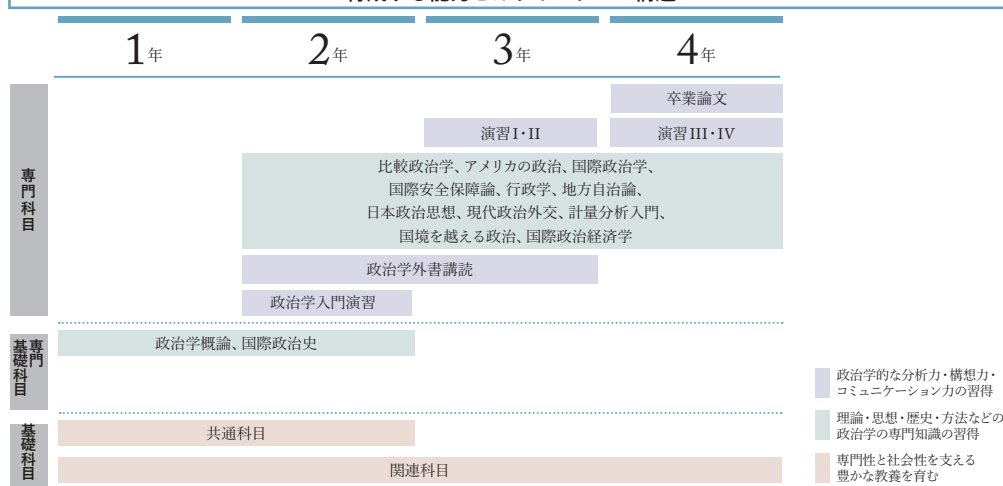 1年
2年
3年
4年
専門科目
卒業論文
演習I・II
演習III・IV
比較政治学、アメリカの政治、国際政治学、
国際安全保障論、行政学、地方自治論、
日本政治思想、現代政治外交、計量分析入門、
国境を越える政治、国際政治経済学
政治学外書講読
政治学入門演習
専門
基礎科目
政治学概論、国際政治史
基礎科目
共通科目
関連科目
政治学的な分析力・構想力・
コミュニケーション力の習得
理論・思想・歴史・方法などの
政治学の専門知識の習得
専門性と社会性を支える
豊かな教養を育む